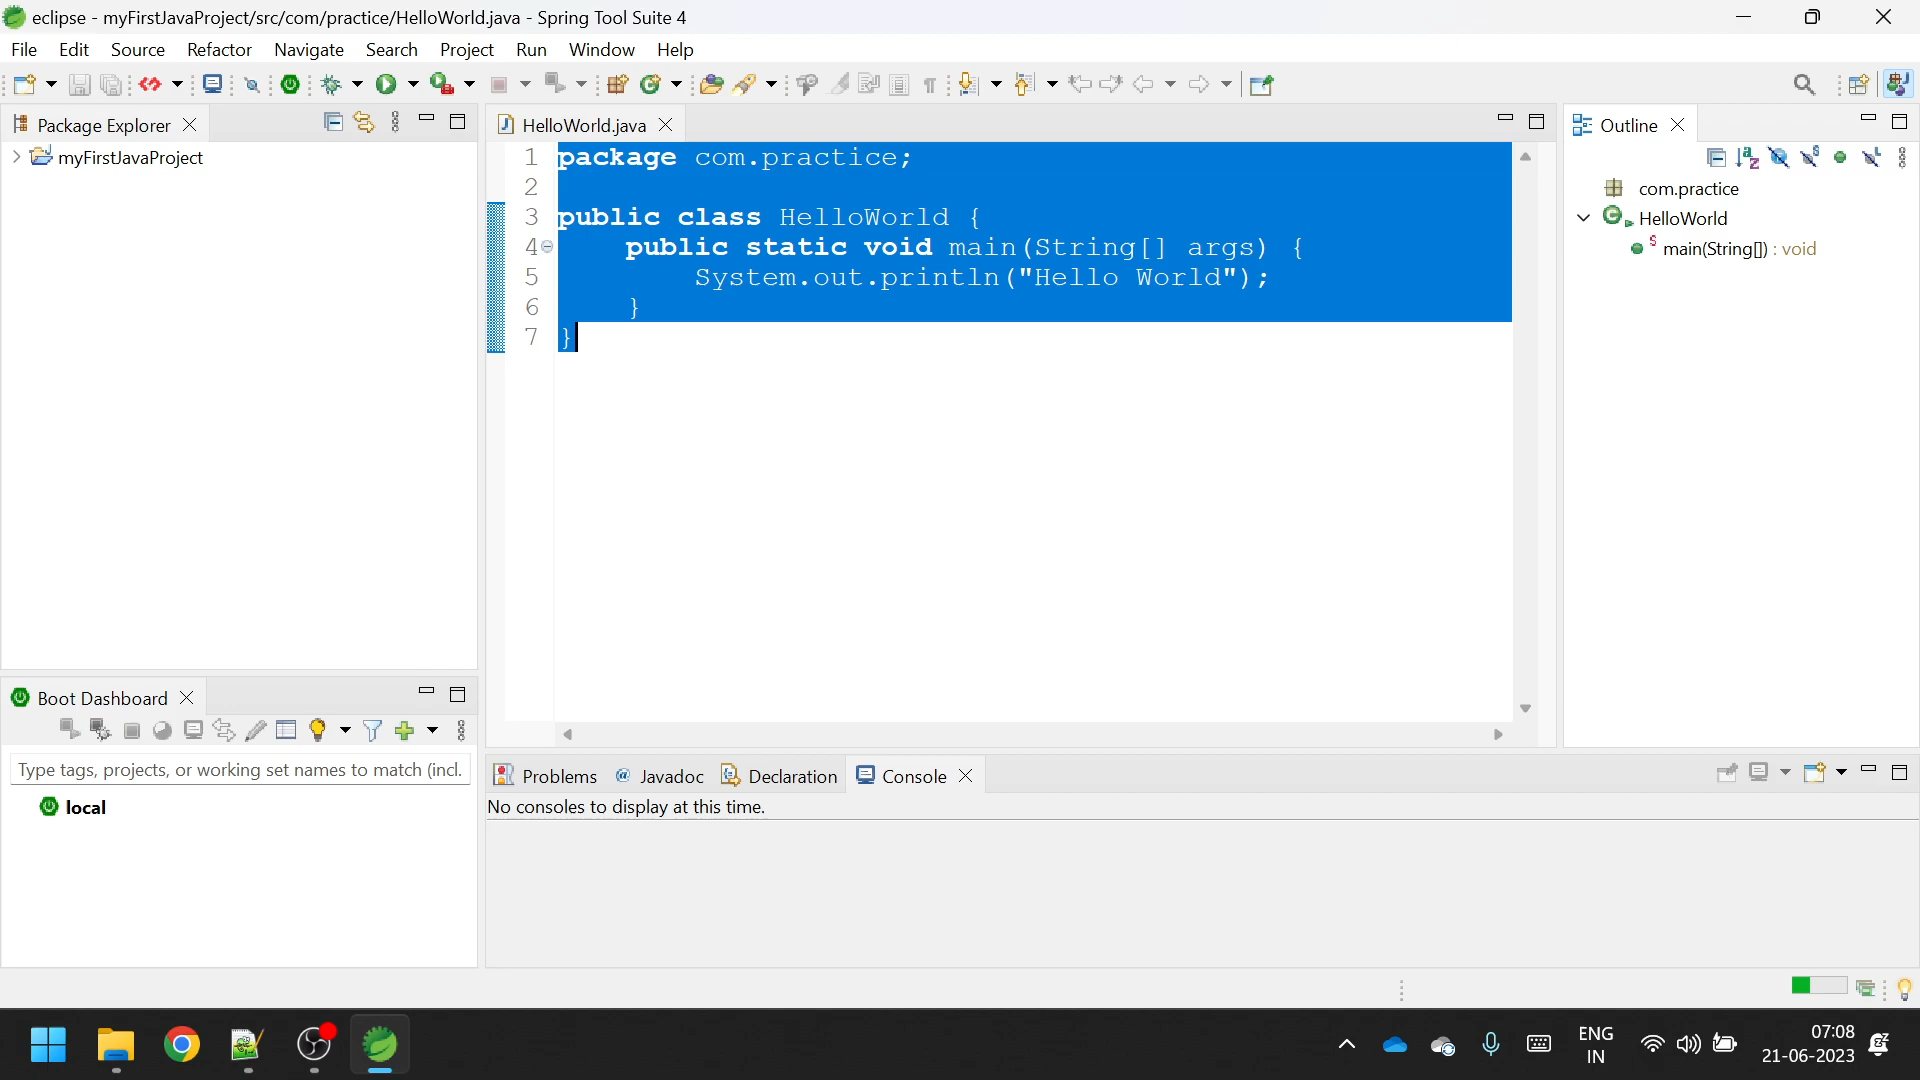 eclipse - myFirstJavaProject/src/com/practice/HelloWorld.java - Spring Tool Suite 4
File Edit Source Refactor Navigate Search Project Run Window Help
Package Explorer
myFirstJavaProject
HelloWorld.java
1 package com.practice;
2
3 public class HelloWorld {
4 public static void main(String[] args) {
5 System.out.println("Hello World");
6 }
7 }
Outline
com.practice
HelloWorld
main(String[]) : void
Boot Dashboard
Type tags, projects, or working set names to match (incl.
local
Problems Javadoc Declaration Console
No consoles to display at this time.
ENG
IN
07:08
21-06-2023